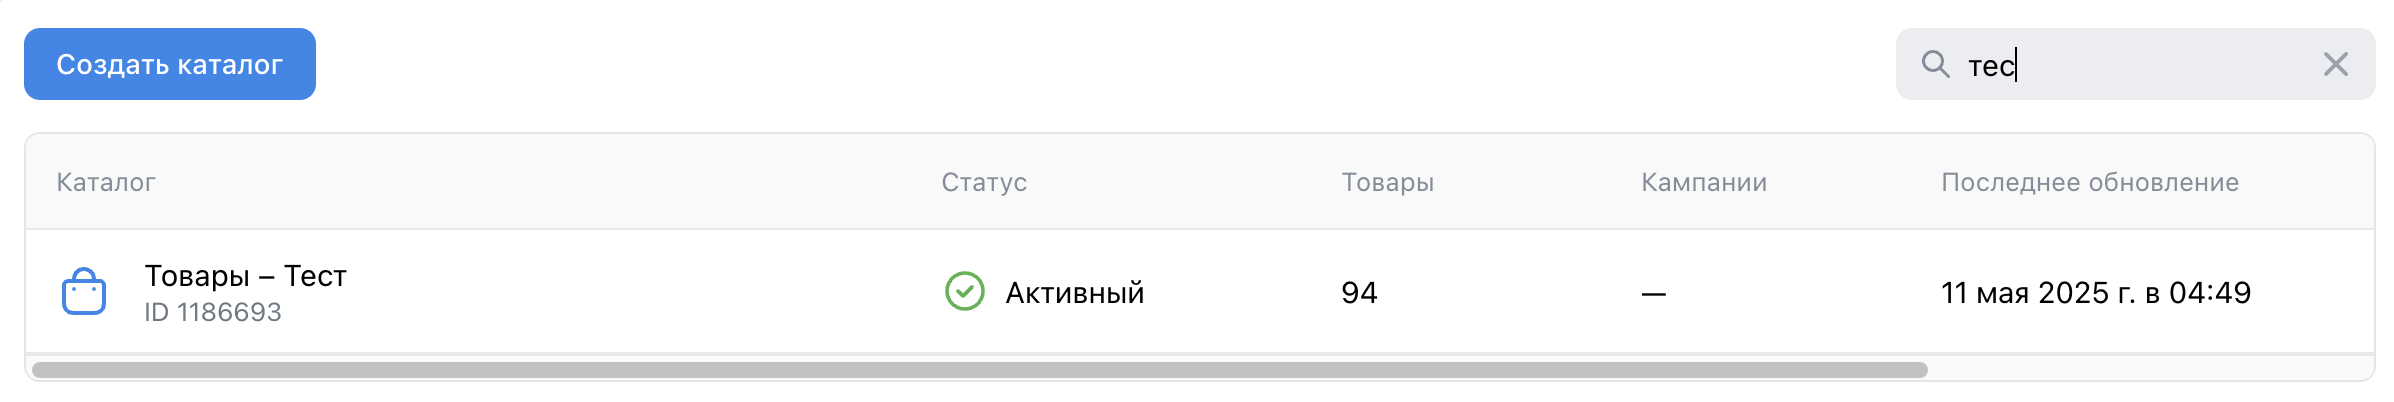 Создать каталог
тес
Каталог Статус Товары Кампании Последнее обновление
Товары – Тест
ID 1186693
Активный 94 — 11 мая 2025 г. в 04:49